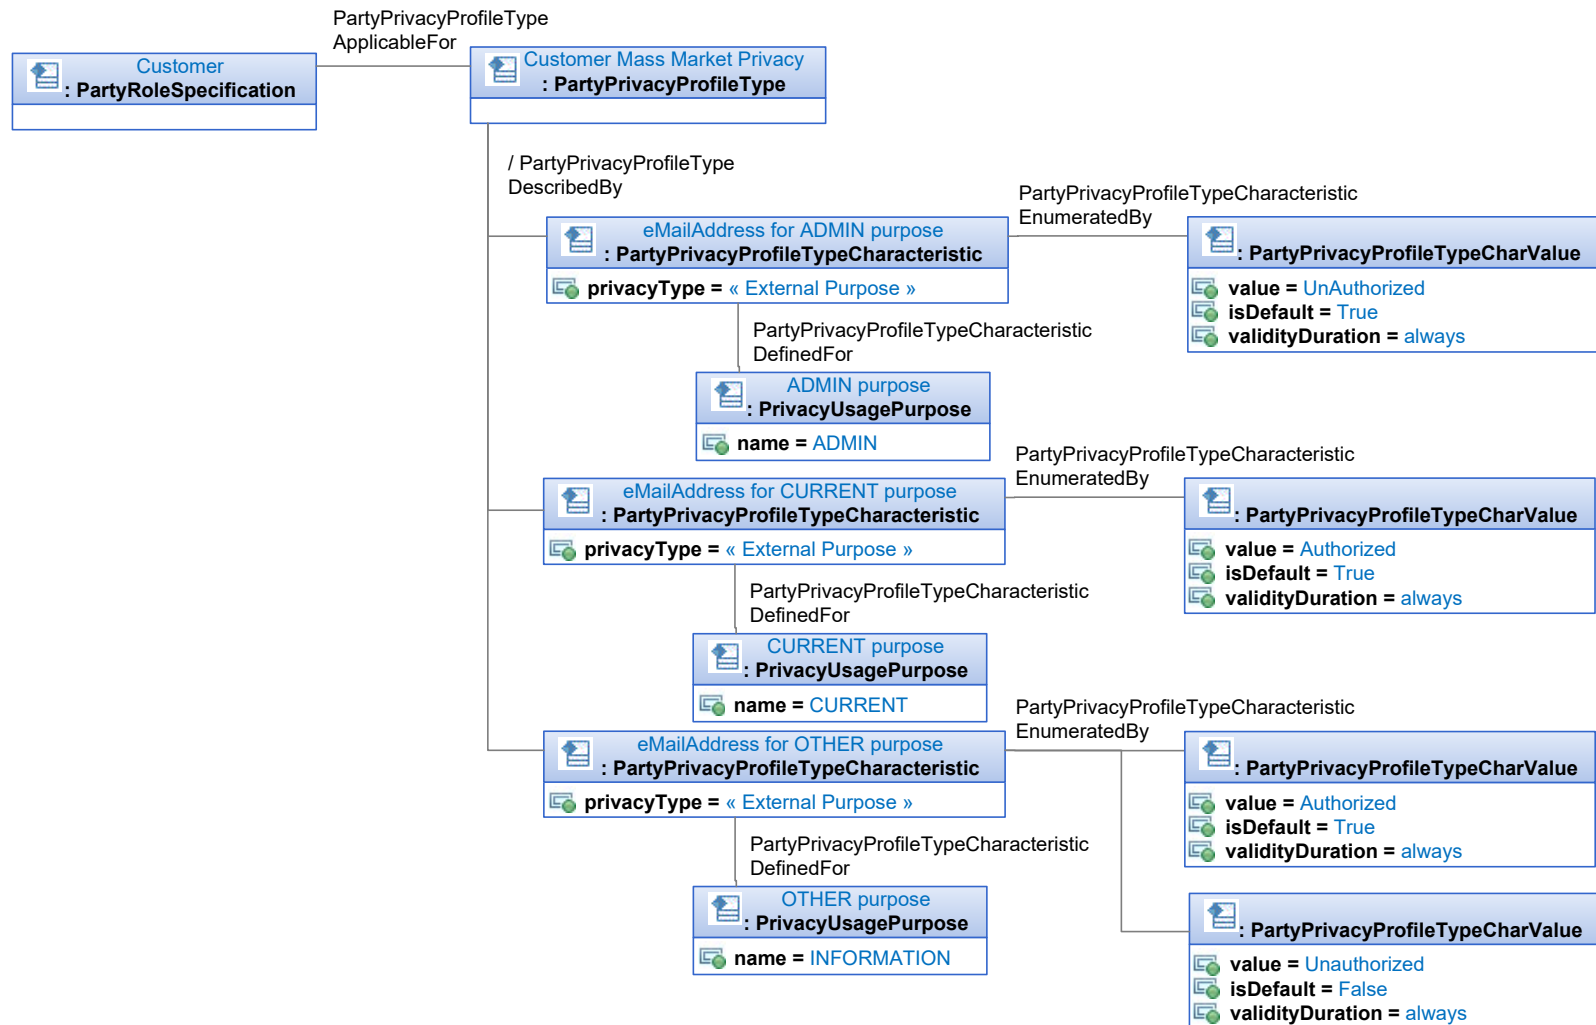 PartyPrivacyProfileType
ApplicableFor
Customer
: PartyRoleSpecification
Customer Mass Market Privacy
: PartyPrivacyProfileType
/ PartyPrivacyProfileType
DescribedBy
PartyPrivacyProfileTypeCharacteristic
EnumeratedBy
eMailAddress for ADMIN purpose
: PartyPrivacyProfileTypeCharacteristic
privacyType = « External Purpose »
: PartyPrivacyProfileTypeCharValue
value = UnAuthorized
isDefault = True
validityDuration = always
PartyPrivacyProfileTypeCharacteristic
DefinedFor
ADMIN purpose
: PrivacyUsagePurpose
name = ADMIN
PartyPrivacyProfileTypeCharacteristic
EnumeratedBy
eMailAddress for CURRENT purpose
: PartyPrivacyProfileTypeCharacteristic
privacyType = « External Purpose »
: PartyPrivacyProfileTypeCharValue
value = Authorized
isDefault = True
validityDuration = always
PartyPrivacyProfileTypeCharacteristic
DefinedFor
CURRENT purpose
: PrivacyUsagePurpose
name = CURRENT
PartyPrivacyProfileTypeCharacteristic
EnumeratedBy
eMailAddress for OTHER purpose
: PartyPrivacyProfileTypeCharacteristic
privacyType = « External Purpose »
: PartyPrivacyProfileTypeCharValue
value = Authorized
isDefault = True
validityDuration = always
PartyPrivacyProfileTypeCharacteristic
DefinedFor
OTHER purpose
: PrivacyUsagePurpose
name = INFORMATION
: PartyPrivacyProfileTypeCharValue
value = Unauthorized
isDefault = False
validityDuration = always